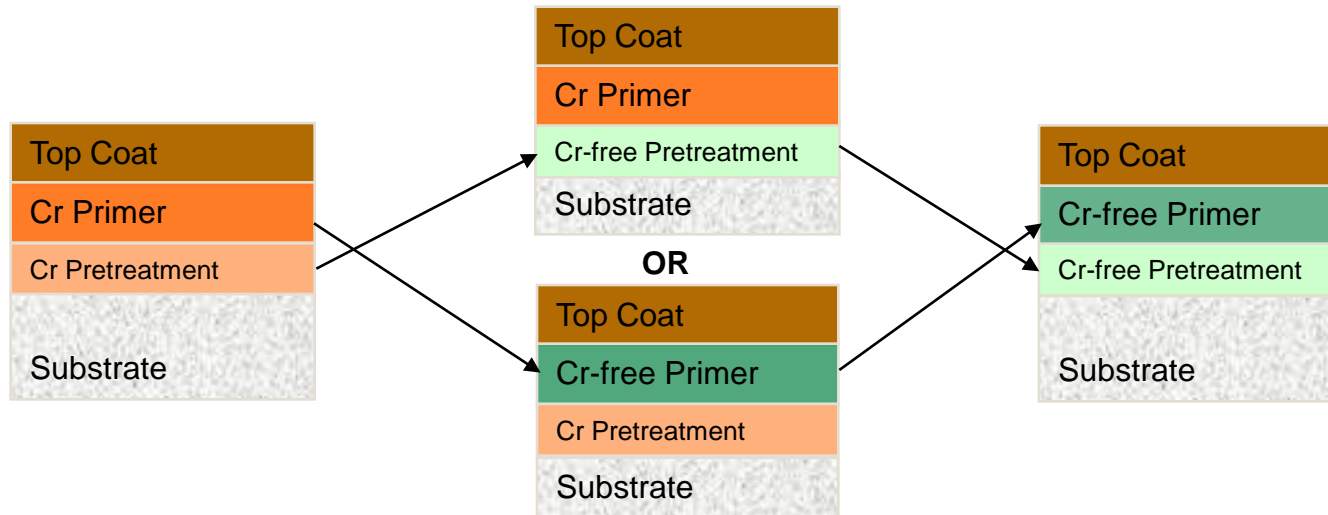 Top Coat
Cr Primer
Cr Pretreatment
Substrate
Top Coat
Cr Primer
Cr-free Pretreatment
Substrate
OR
Top Coat
Cr-free Primer
Cr Pretreatment
Substrate
Top Coat
Cr-free Primer
Cr-free Pretreatment
Substrate